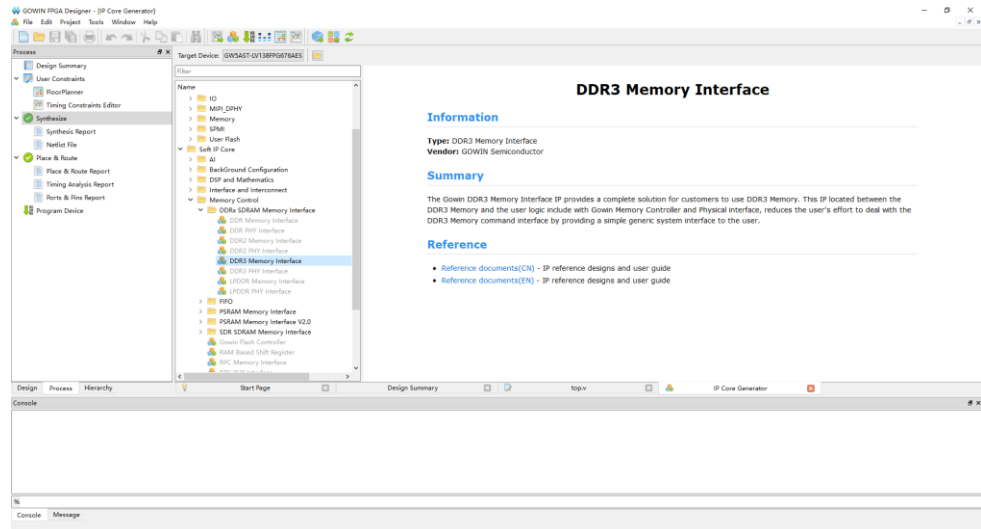 GOWIN FPGA Designer - [IP Core Generator]
File Edit Project Tools Window Help
Process
Target Device: GW5AST-LV138FPG676AES
Design Summary
User Constraints
FloorPlanner
Timing Constraints Editor
Synthesize
Synthesis Report
Netlist File
Place & Route
Place & Route Report
Timing Analysis Report
Ports & Pins Report
Program Device
Filter
Name
IO
MIPI_DPHY
Memory
SPMI
User Flash
Soft IP Core
AI
BackGround Configuration
DSP and Mathematics
Interface and Interconnect
Memory Control
DDRx SDRAM Memory Interface
DDR Memory Interface
DDR PHY Interface
DDR2 Memory Interface
DDR2 PHY Interface
DDR3 Memory Interface
DDR3 PHY Interface
LPDDR Memory Interface
LPDDR PHY Interface
FIFO
PSRAM Memory Interface
PSRAM Memory Interface V2.0
SDR SDRAM Memory Interface
Gowin Flash Controller
RAM Based Shift Register
RPC Memory Interface
DDR3 Memory Interface
Information
Type: DDR3 Memory Interface
Vendor: GOWIN Semiconductor
Summary
The Gowin DDR3 Memory Interface IP provides a complete solution for customers to use DDR3 Memory. This IP located between the
DDR3 Memory and the user logic include with Gowin Memory Controller and Physical interface, reduces the user's effort to deal with the
DDR3 Memory command interface by providing a simple generic system interface to the user.
Reference
Reference documents(CN) - IP reference designs and user guide
Reference documents(EN) - IP reference designs and user guide
Design Process Hierarchy
Start Page Design Summary top.v IP Core Generator
Console
%
Console Message